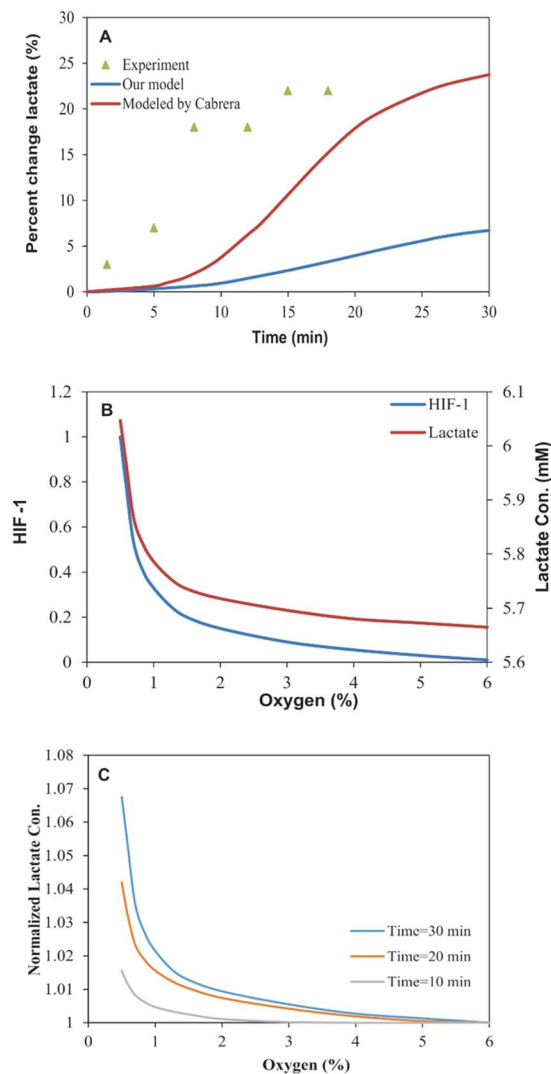 A
30
25
20
15
10
5
0
Percent change lactate (%)
Experiment
Our model
Modeled by Cabrera
0 5 10 15 20 25 30
Time (min)
B
1.2
1
0.8
0.6
0.4
0.2
0
HIF -1
HIF-1
Lactate
6.1
6
5.9
5.8
5.7
5.6
Lactate Con. (mM)
0 1 2 3 4 5 6
Oxygen (%)
C
1.08
1.07
1.06
1.05
1.04
1.03
1.02
1.01
1
Normalized Lactate Con.
Time=30 min
Time=20 min
Time=10 min
0 1 2 3 4 5 6
Oxygen (%)